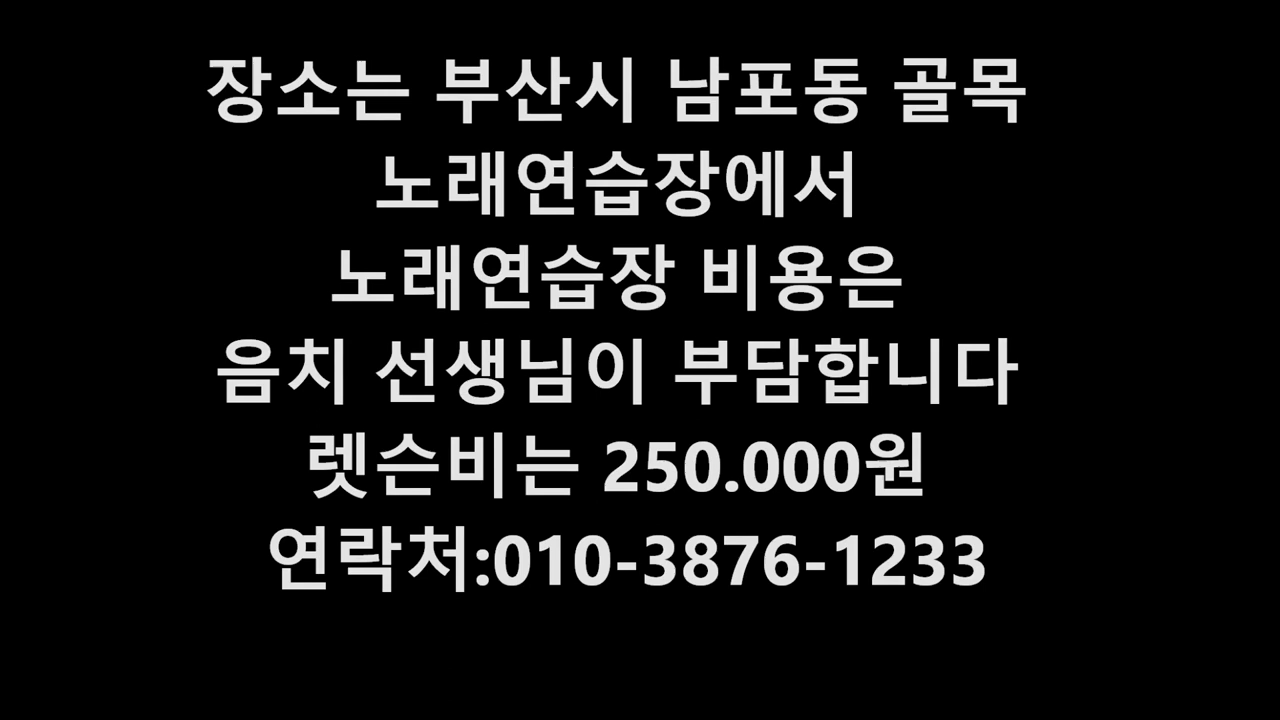 장소는 부산시 남포동 골목
노래연습장에서
노래연습장 비용은
음치 선생님이 부담합니다
렛슨비는 250.000원
연락처:010-3876-1233